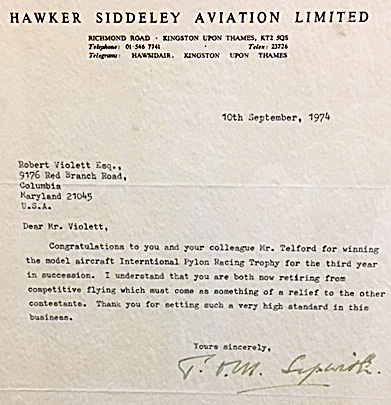 HAWKER SIDDELEY AVIATION LIMITED
RICHMOND ROAD · KINGSTON UPON THAMES, KT2 5QS
Telephone: 01-546 7741 · Telex: 23726
Telegrams: HAWSIDAIR, KINGSTON UPON THAMES
10th September, 1974
Robert Violett Esq.,
9176 Red Branch Road,
Columbia
Maryland 21045
U.S.A.
Dear Mr. Violett,
Congratulations to you and your colleague Mr. Telford for winning
the model aircraft Interntional Pylon Racing Trophy for the third year
in succession. I understand that you are both now retiring from
competitive flying which must come as something of a relief to the other
contestants. Thank you for setting such a very high standard in this
business.
Yours sincerely,
T. O. M. Sopwith.